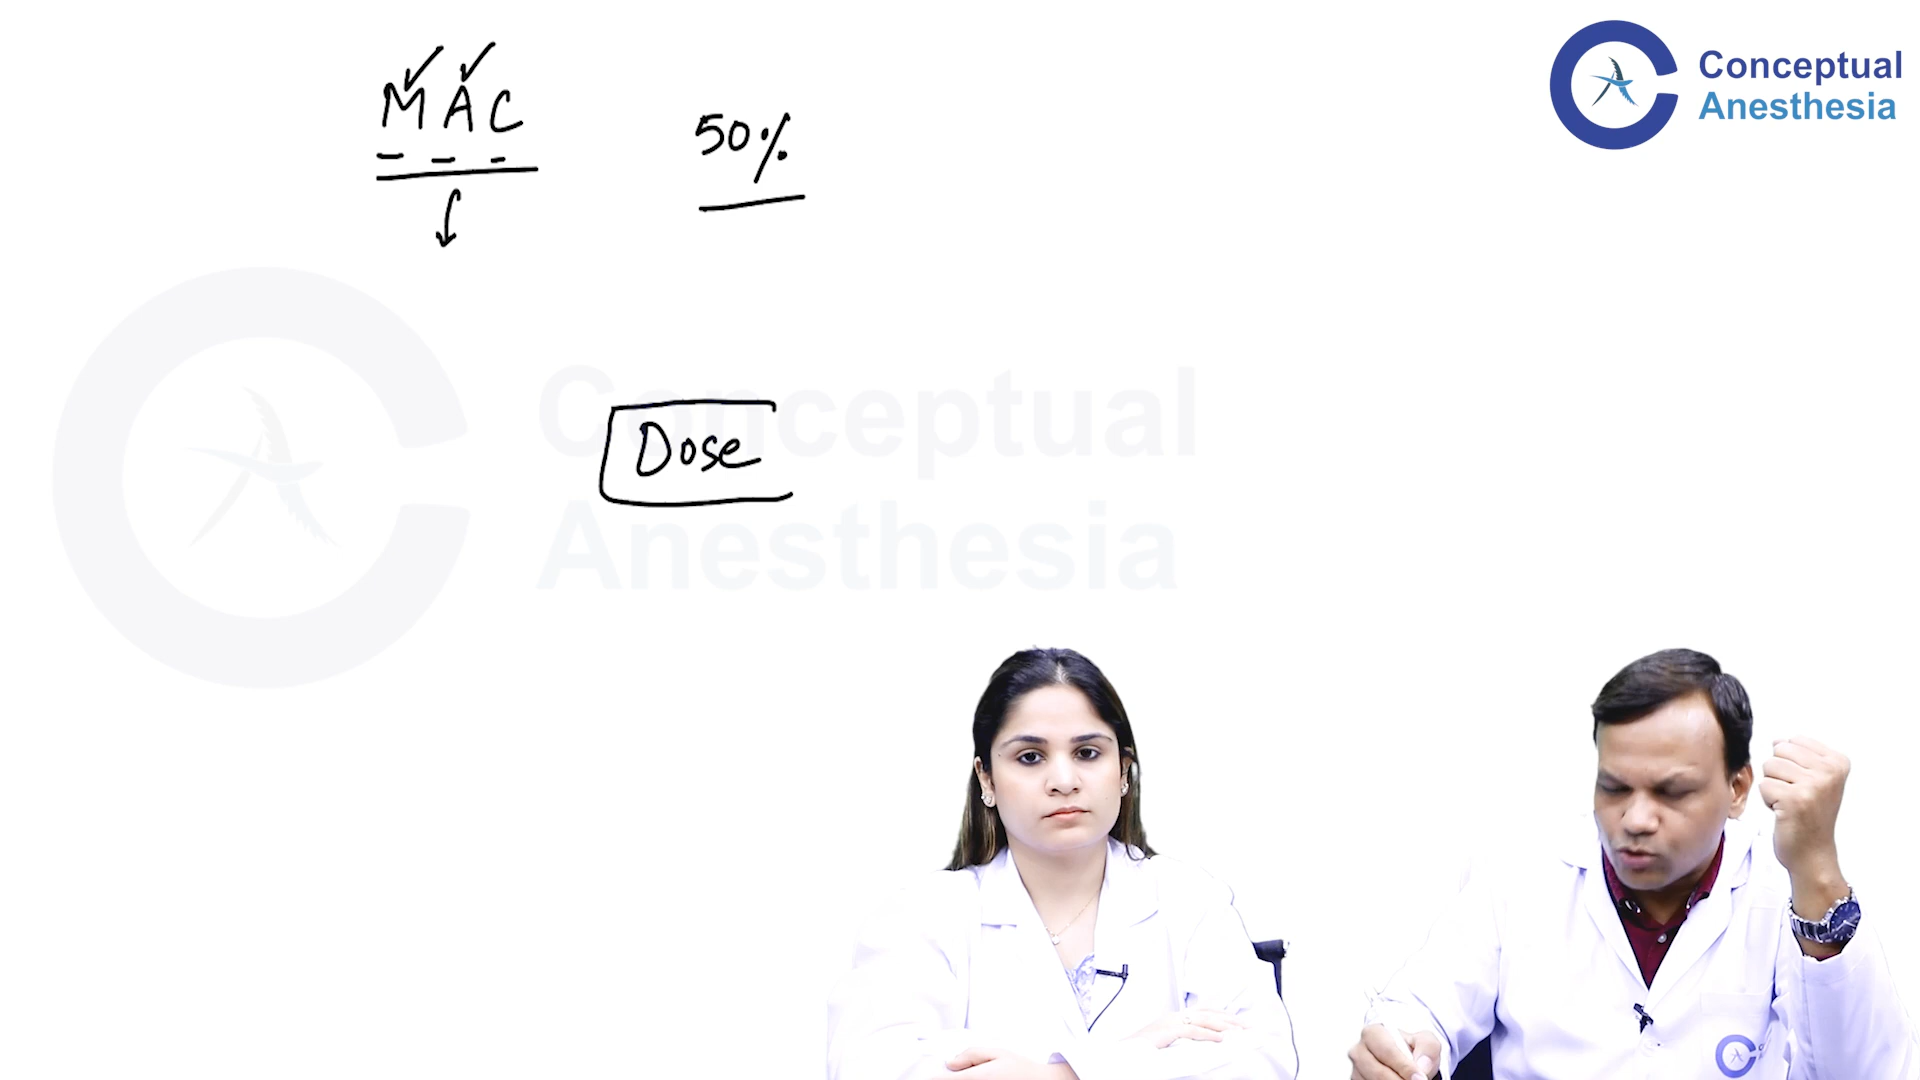 MAC
50%
Dose
Conceptual
Anesthesia
Conceptual
Anesthesia